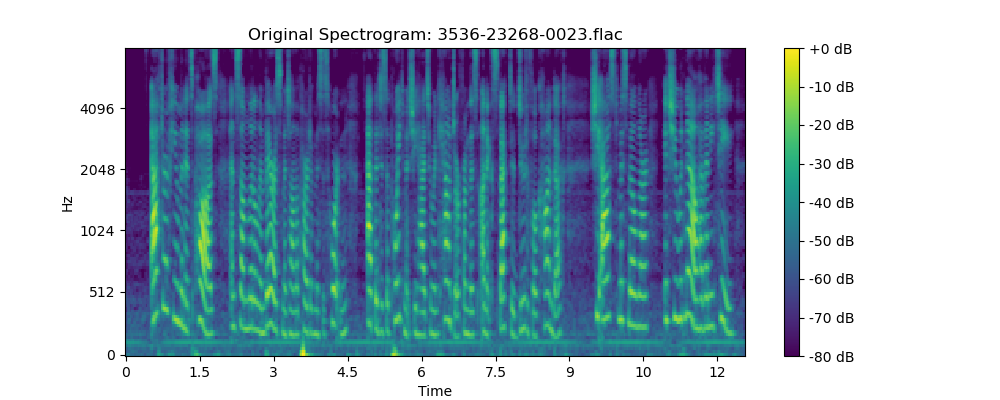 Original Spectrogram: 3536-23268-0023.flac
+0 dB
4096
-10 dB
-20 dB
2048
-30 dB
Hz
-40 dB
1024
-50 dB
512
-60 dB
-70 dB
0
-80 dB
0 1.5 3 4.5 6 7.5 9 10 12
Time